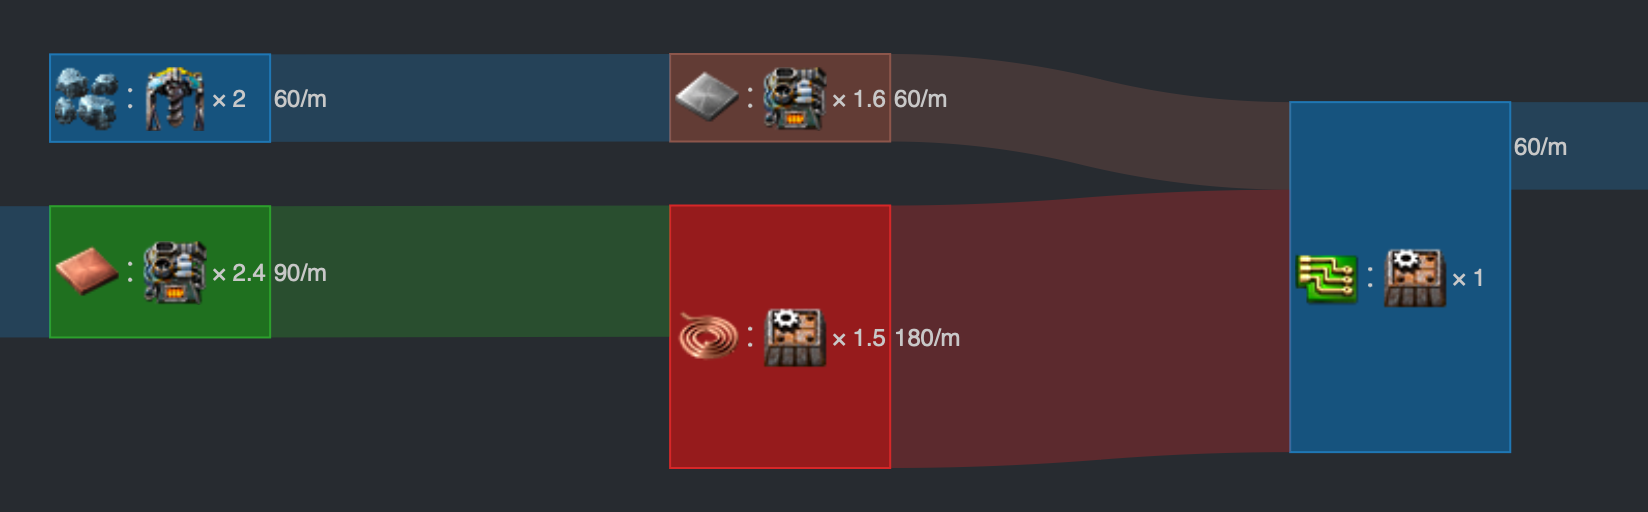 : × 2 60/m
: × 1.6 60/m
60/m
: × 2.4 90/m
: × 1.5 180/m
: × 1